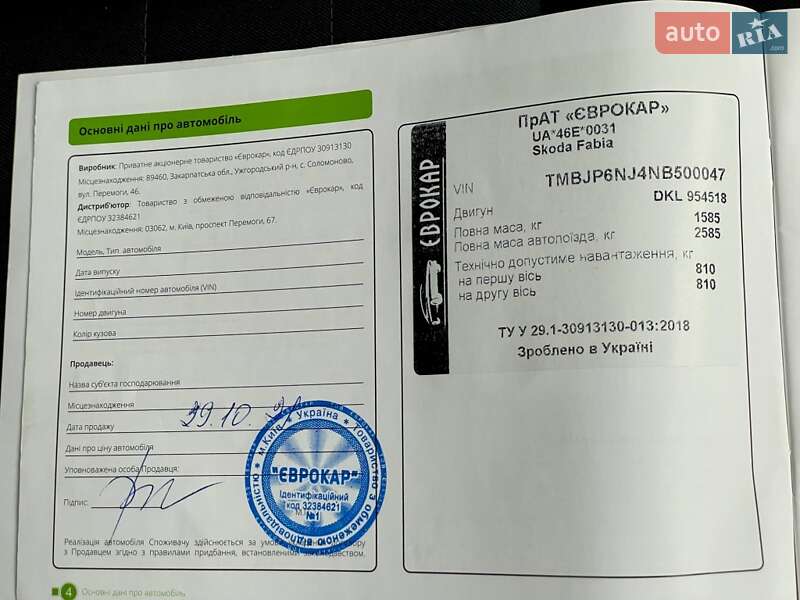 auto RIA .com
Основні дані про автомобіль
Виробник: Приватне акціонерне товариство «Єврокар», код ЄДРПОУ 30913130
Місцезнаходження: 89460, Закарпатська обл., Ужгородський р-н, с. Соломоново,
вул. Перемоги, 46.
Дистриб'ютор: Товариство з обмеженою відповідальністю «Єврокар», код
ЄДРПОУ 32384621
Місцезнаходження: 03062, м. Київ, проспект Перемоги, 67.
Модель, Тип автомобіля
Дата випуску
Ідентифікаційний номер автомобіля (VIN)
Номер двигуна
Колір кузова
Продавець:
Назва суб'єкта господарювання
Місцезнаходження
Дата продажу 29.10.
Дані про ціну автомобіля
Уповноважена особа Продавця:
Підпис:
Реалізація автомобіля Споживачу здійснюється за умов
з Продавцем згідно з правилами придбання, встановленими
м.Київ ★ Україна ★ Товариство з обмеженою відповідальністю ★
"ЄВРОКАР"
Ідентифікаційний
код 32384621
№1
4 Основні дані про автомобіль
ЄВРОКАР
ПрАТ «ЄВРОКАР»
UA*46E*0031
Skoda Fabia
VIN TMBJP6NJ4NB500047
Двигун DKL 954518
Повна маса, кг 1585
Повна маса автопоїзда, кг 2585
Технічно допустиме навантаження, кг
на першу вісь 810
на другу вісь 810
ТУ У 29.1-30913130-013:2018
Зроблено в Україні